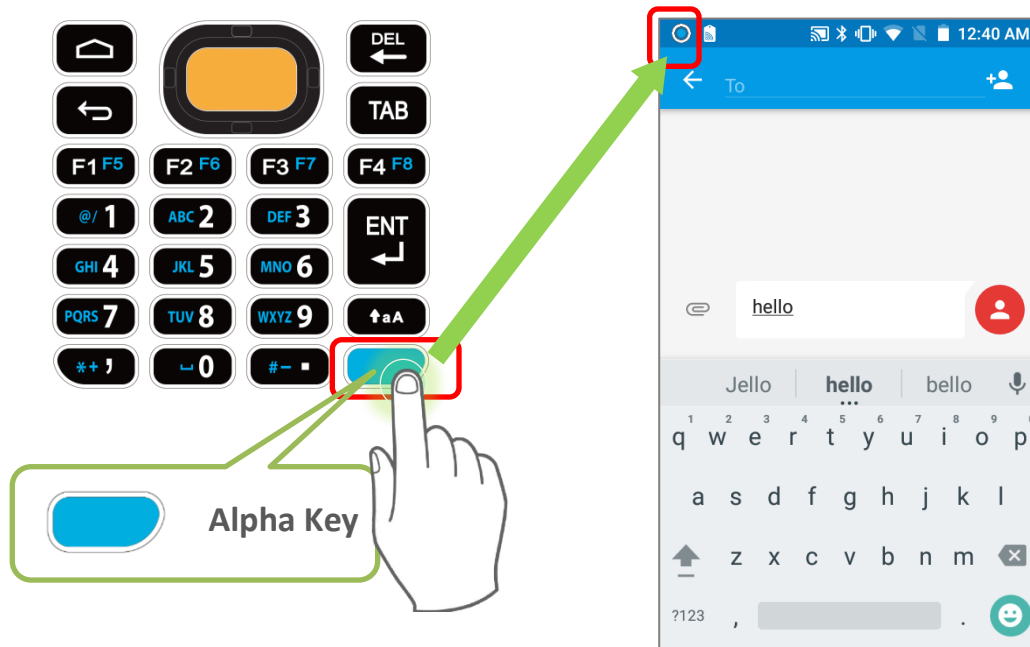 DEL
TAB
F1 F5
F2 F6
F3 F7
F4 F8
@/ 1
ABC 2
DEF 3
ENT
GHI 4
JKL 5
MNO 6
PQRS 7
TUV 8
WXYZ 9
aA
*+ ,
0
#- .
Alpha Key
12:40 AM
To
hello
Jello hello bello
1 2 3 4 5 6 7 8 9
q w e r t y u i o p
a s d f g h j k l
z x c v b n m
?123 , .